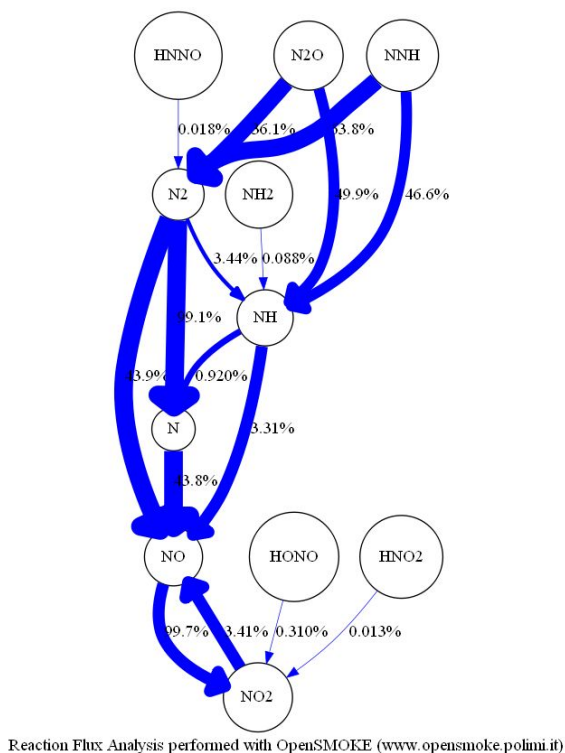 HNNO
N2O
NNH
0.018%
36.1%
53.8%
N2
NH2
49.9%
46.6%
3.44%
0.088%
99.1%
NH
43.9%
0.920%
N
3.31%
43.8%
NO
HONO
HNO2
99.7%
3.41%
0.310%
0.013%
NO2
Reaction Flux Analysis performed with OpenSMOKE (www.opensmoke.polimi.it)